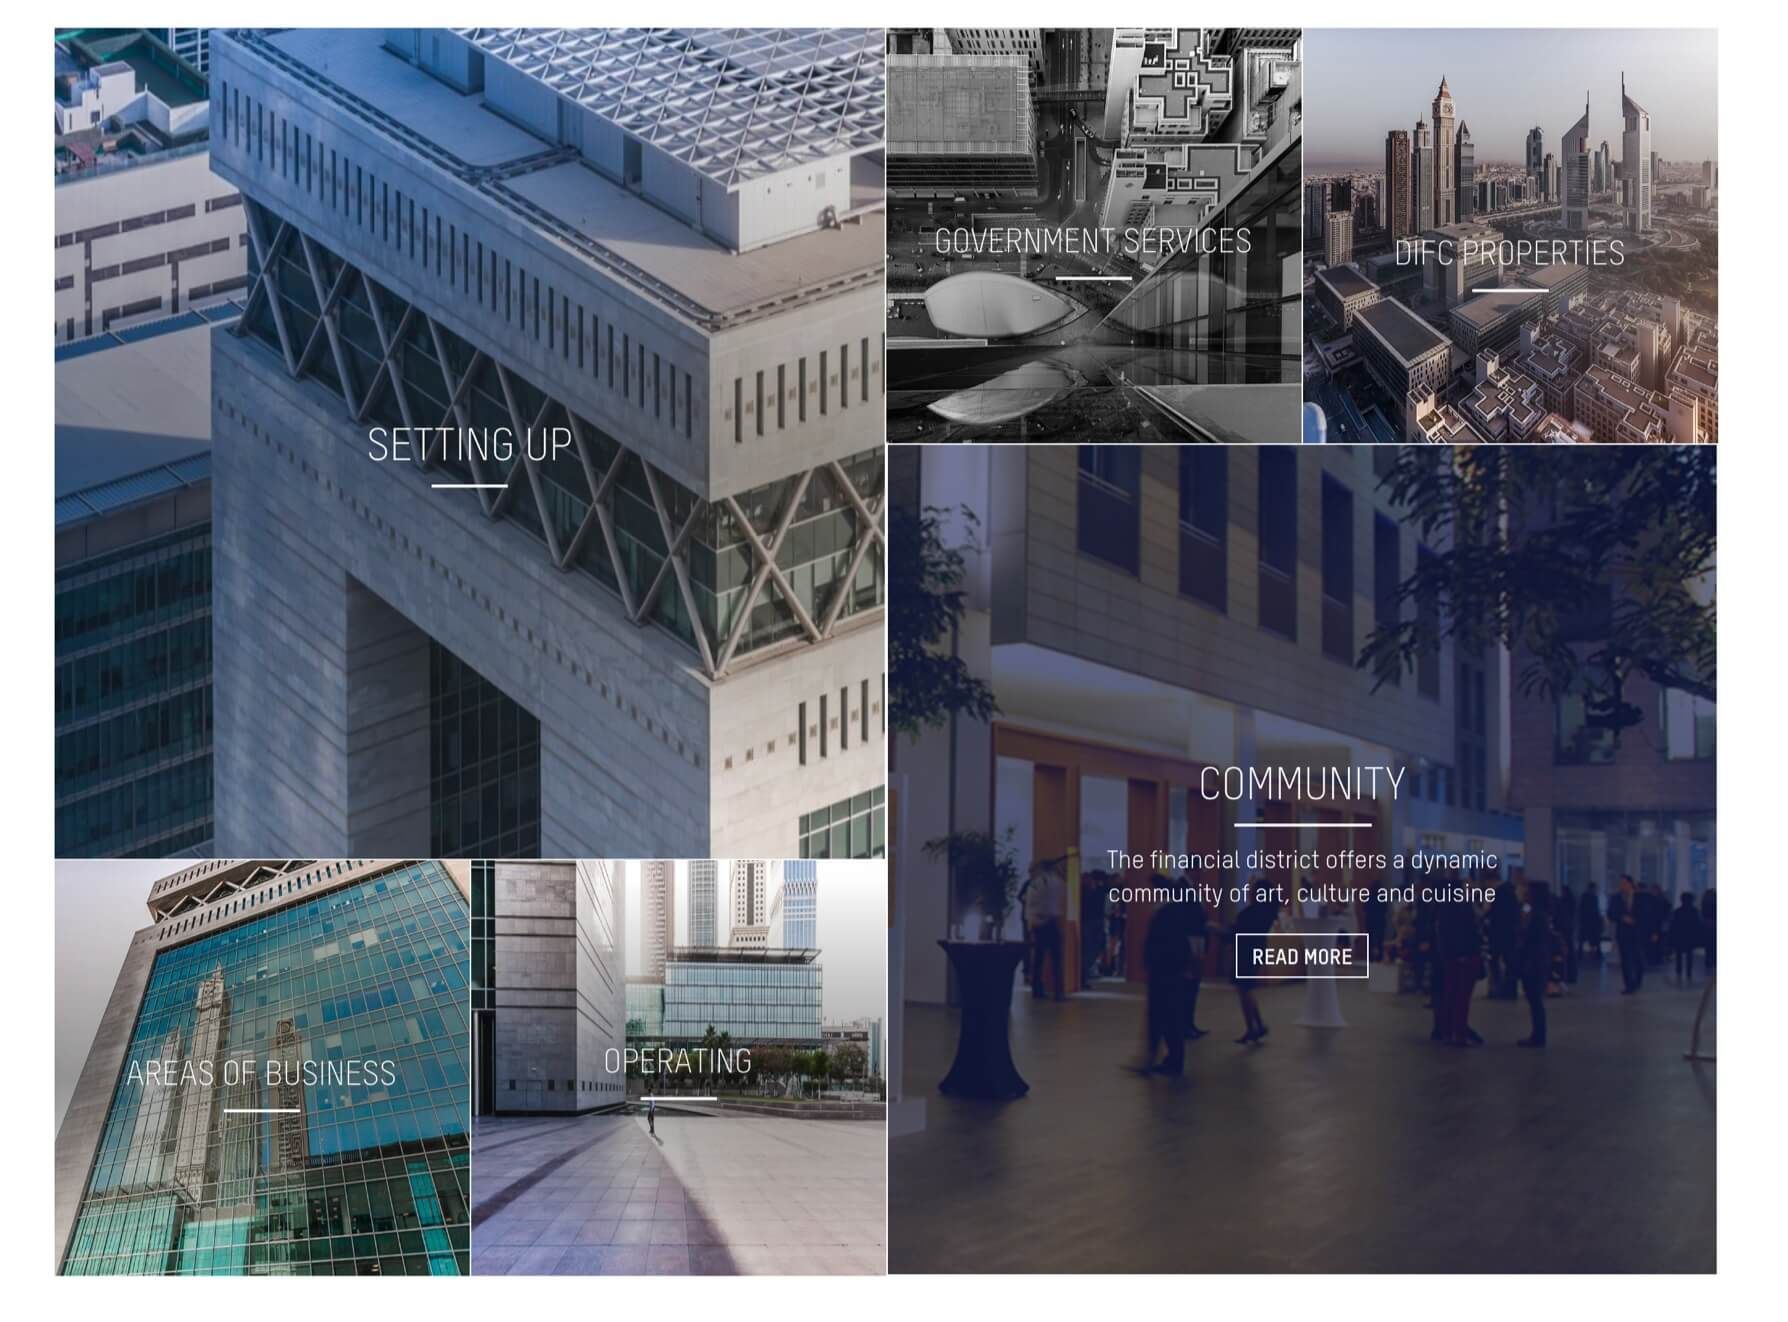 SETTING UP
GOVERNMENT SERVICES
DIFC PROPERTIES
COMMUNITY
The financial district offers a dynamic
community of art, culture and cuisine
READ MORE
AREAS OF BUSINESS
OPERATING